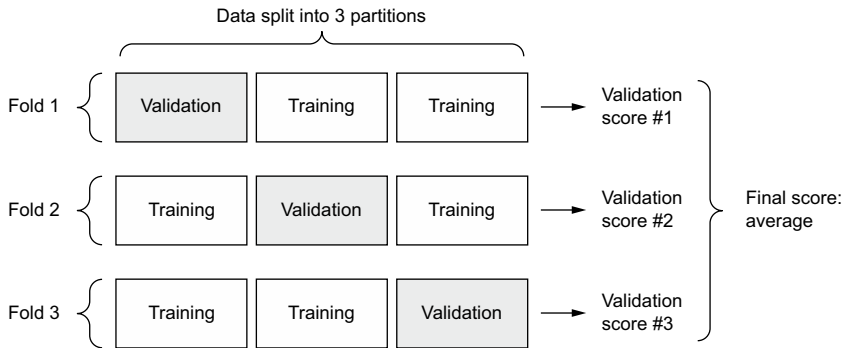 Data split into 3 partitions
Fold 1
Validation
Training
Training
Validation
score #1
Fold 2
Training
Validation
Training
Validation
score #2
Final score:
average
Fold 3
Training
Training
Validation
Validation
score #3